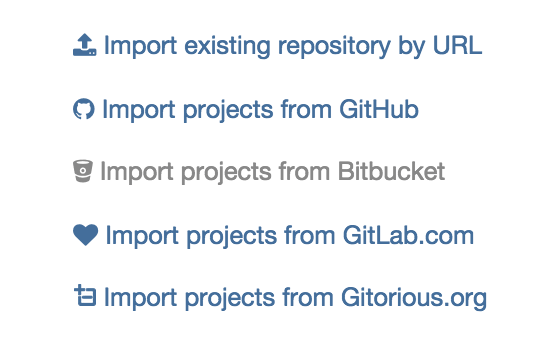 Import existing repository by URL
Import projects from GitHub
Import projects from Bitbucket
Import projects from GitLab.com
Import projects from Gitorious.org